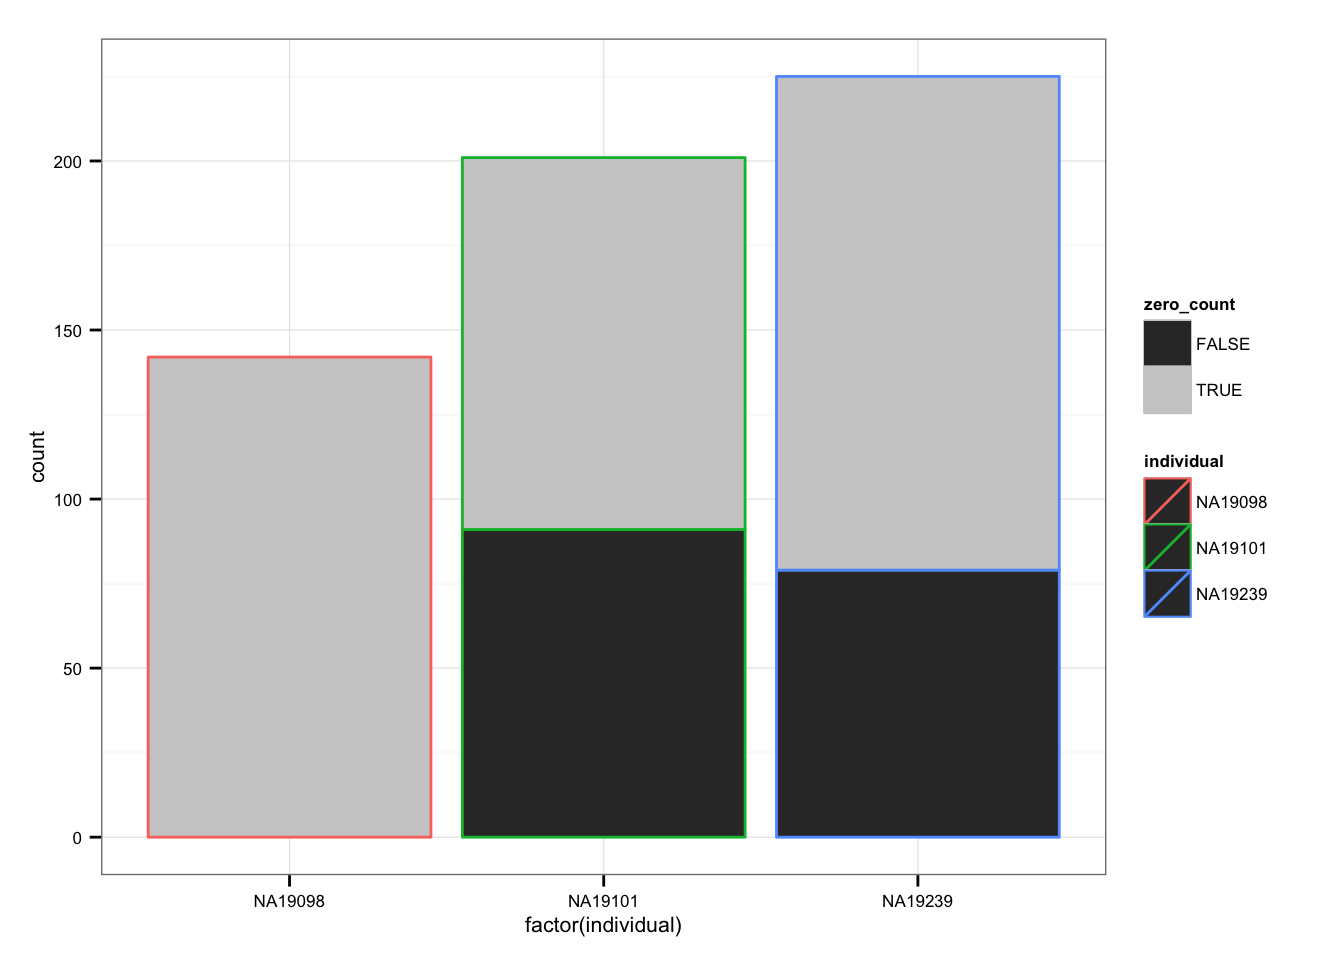 200
150
100
50
0
count
NA19098
NA19101
NA19239
factor(individual)
zero_count
FALSE
TRUE
individual
NA19098
NA19101
NA19239